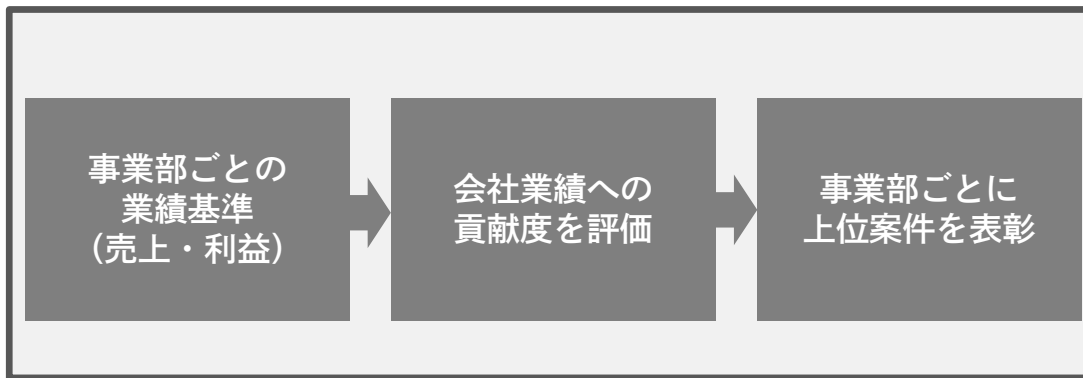 事業部ごとの
業績基準
(売上・利益)
会社業績への
貢献度を評価
事業部ごとに
上位案件を表彰